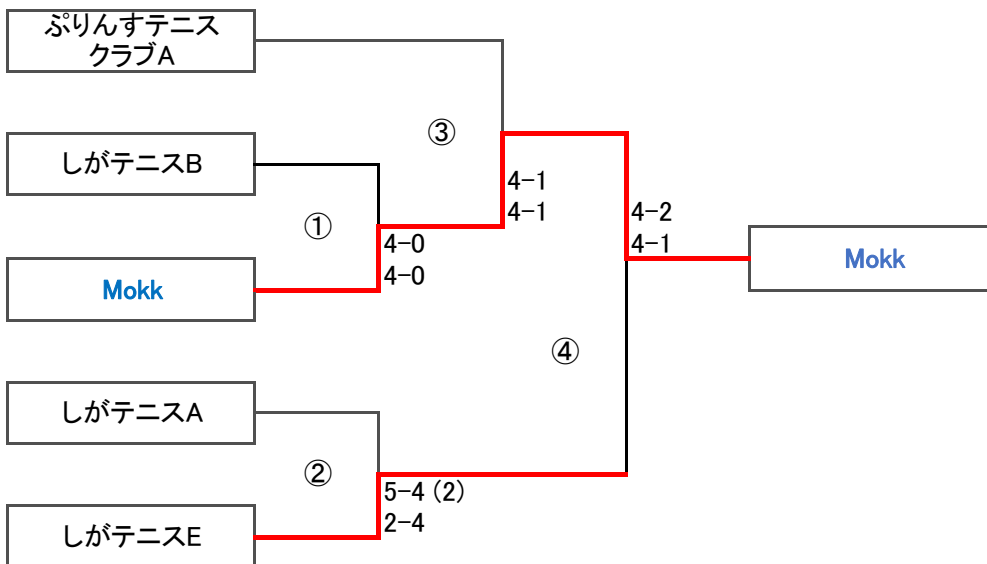 ぷりんすテニス
クラブA
③
しがテニスB
4-1
4-1
①
4-2
4-1
4-0
4-0
Mokk
Mokk
④
しがテニスA
②
5-4 (2)
2-4
しがテニスE